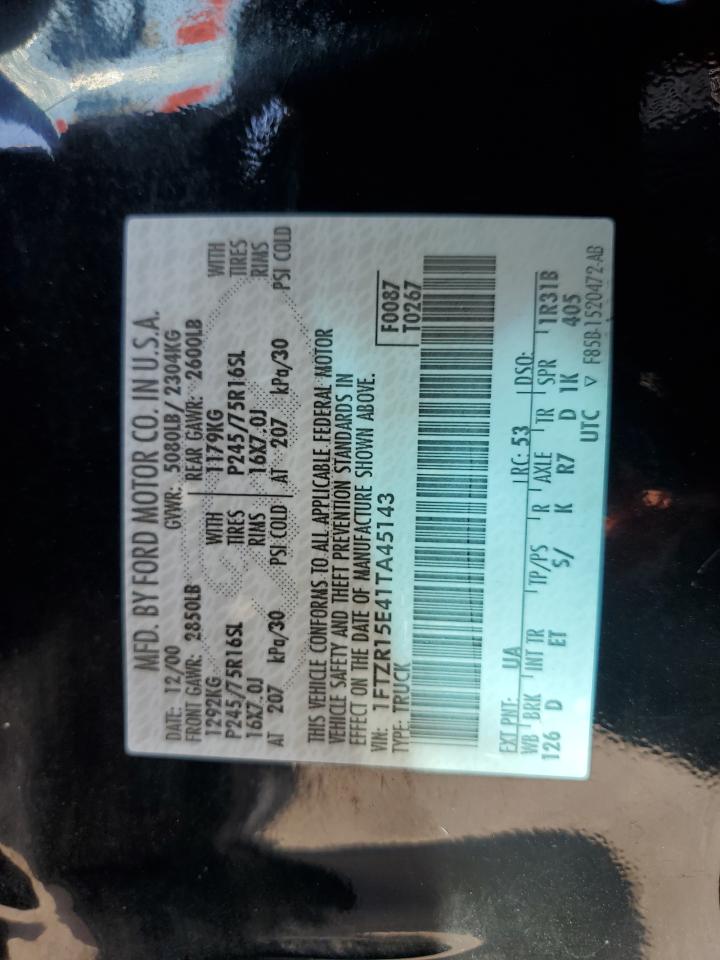 MFD. BY FORD MOTOR CO. IN U.S.A.
DATE: 12/00 GVWR: 5080LB/ 2304KG
FRONT GAWR: 2850LB REAR GAWR: 2600LB
1292KG WITH 1179KG WITH
P245/75R16SL TIRES P245/75R16SL TIRES
16X7.0J RIMS 16X7.0J RIMS
AT 207 kPa/30 PSI COLD AT 207 kPa/30 PSI COLD
THIS VEHICLE CONFORMS TO ALL APPLICABLE FEDERAL MOTOR
VEHICLE SAFETY AND THEFT PREVENTION STANDARDS IN
EFFECT ON THE DATE OF MANUFACTURE SHOWN ABOVE.
VIN: 1FTZR15E41TA45143 F0087
TYPE: TRUCK T0267
EXT PNT: UA RC: 53 DSO:
WB BRK INT TR TP/PS R AXLE TR SPR 1R31B
126 D ET S/ K R7 D 1K 405
UTC ▽ F85B-1520472-AB